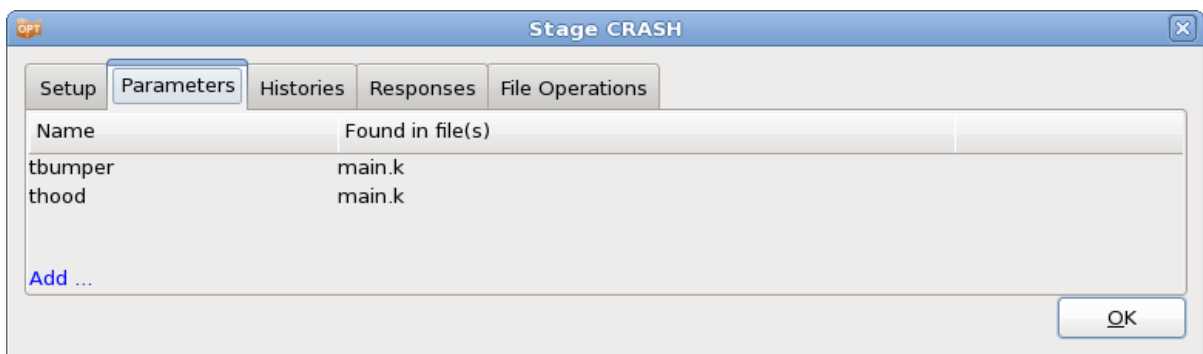 OPT Stage CRASH
Setup Parameters Histories Responses File Operations
Name Found in file(s)
tbumper main.k
thood main.k
Add ...
OK